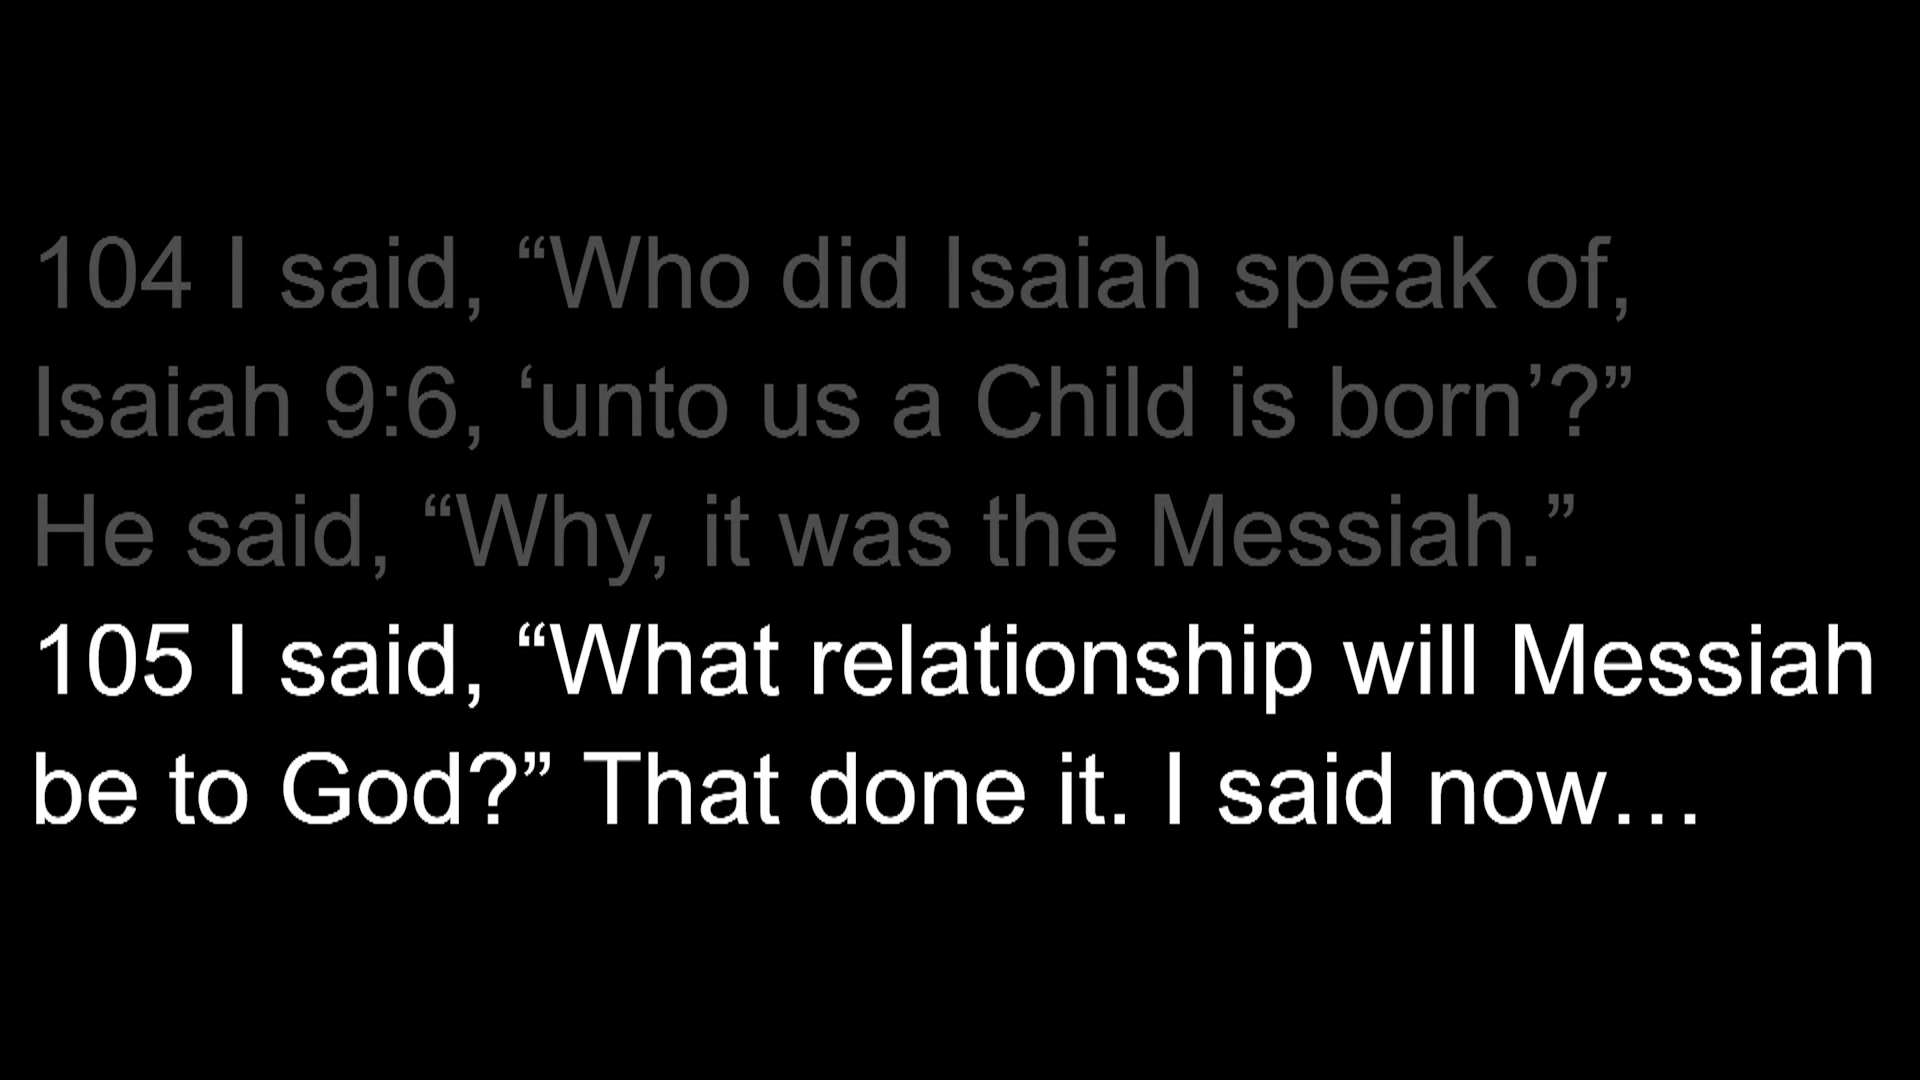 104 I said, “Who did Isaiah speak of,
Isaiah 9:6, ‘unto us a Child is born’?”
He said, “Why, it was the Messiah.”
105 I said, “What relationship will Messiah
be to God?” That done it. I said now…